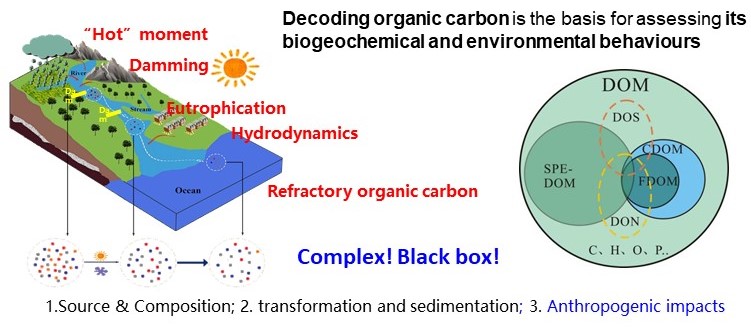 Decoding organic carbon is the basis for assessing its
biogeochemical and environmental behaviours
"Hot" moment
Damming
River
Da
m
Da
m
Stream
Eutrophication
Hydrodynamics
Ocean
Refractory organic carbon
Complex! Black box!
DOM
DOS
CDOM
SPE-
DOM
FDOM
DON
C、H、O、P..
1.Source & Composition; 2. transformation and sedimentation; 3. Anthropogenic impacts